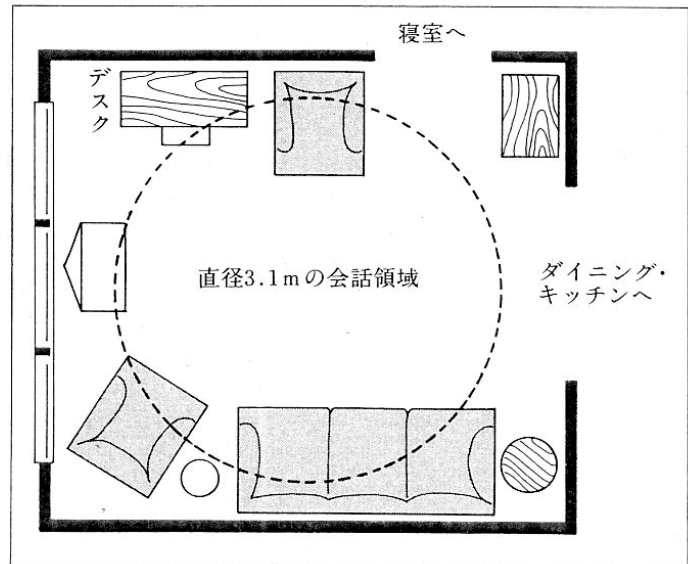 寝室へ
デスク
直径3.1mの会話領域
ダイニング・
キッチンへ